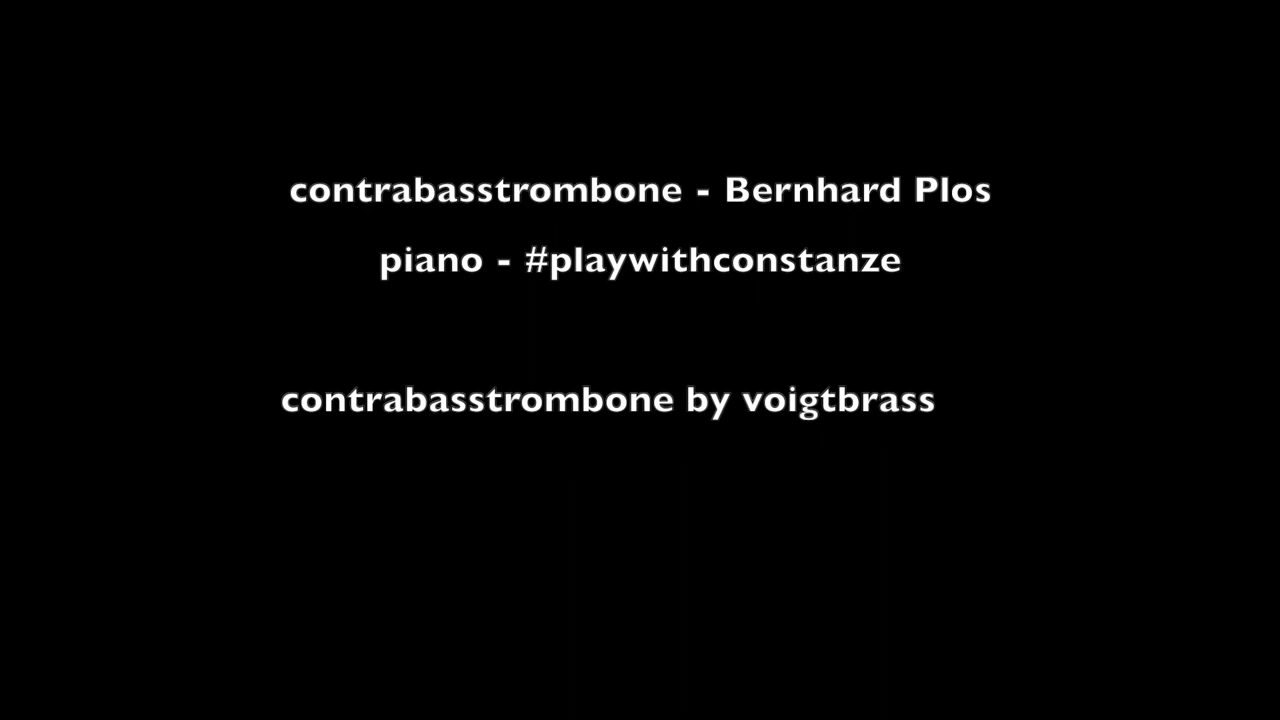 contrabasstrombone - Bernhard Plos
piano - #playwithconstanze
contrabasstrombone by voigtbrass